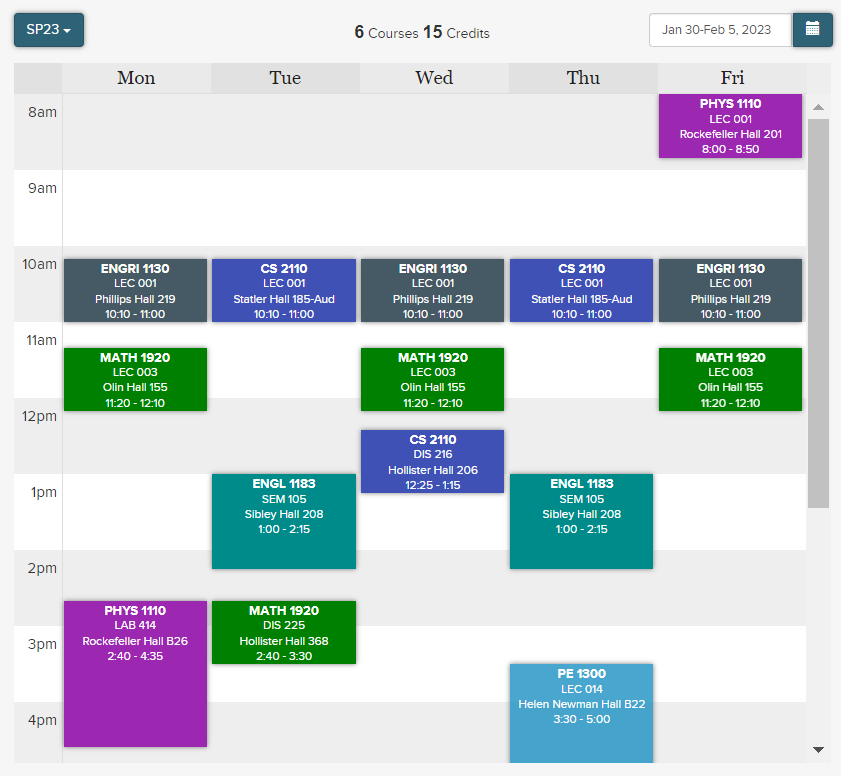 SP23
6 Courses 15 Credits
Jan 30-Feb 5, 2023
Mon Tue Wed Thu Fri
8am
PHYS 1110
LEC 001
Rockefeller Hall 201
8:00 - 8:50
9am
10am
ENGRI 1130
LEC 001
Phillips Hall 219
10:10 - 11:00
CS 2110
LEC 001
Statler Hall 185-Aud
10:10 - 11:00
ENGRI 1130
LEC 001
Phillips Hall 219
10:10 - 11:00
CS 2110
LEC 001
Statler Hall 185-Aud
10:10 - 11:00
ENGRI 1130
LEC 001
Phillips Hall 219
10:10 - 11:00
11am
MATH 1920
LEC 003
Olin Hall 155
11:20 - 12:10
MATH 1920
LEC 003
Olin Hall 155
11:20 - 12:10
MATH 1920
LEC 003
Olin Hall 155
11:20 - 12:10
12pm
CS 2110
DIS 216
Hollister Hall 206
12:25 - 1:15
1pm
ENGL 1183
SEM 105
Sibley Hall 208
1:00 - 2:15
ENGL 1183
SEM 105
Sibley Hall 208
1:00 - 2:15
2pm
PHYS 1110
LAB 414
Rockefeller Hall B26
2:40 - 4:35
MATH 1920
DIS 225
Hollister Hall 368
2:40 - 3:30
3pm
PE 1300
LEC 014
Helen Newman Hall B22
3:30 - 5:00
4pm